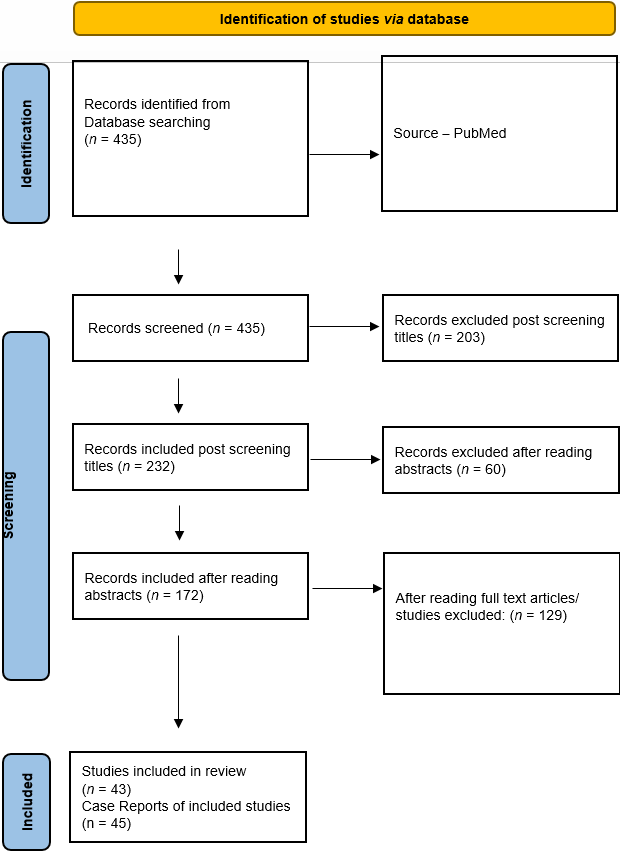 Identification of studies via database
Identification
Records identified from
Database searching
(n = 435)
Source – PubMed
Screening
Records screened (n = 435)
Records excluded post screening
titles (n = 203)
Records included post screening
titles (n = 232)
Records excluded after reading
abstracts (n = 60)
Records included after reading
abstracts (n = 172)
After reading full text articles/
studies excluded: (n = 129)
Included
Studies included in review
(n = 43)
Case Reports of included studies
(n = 45)